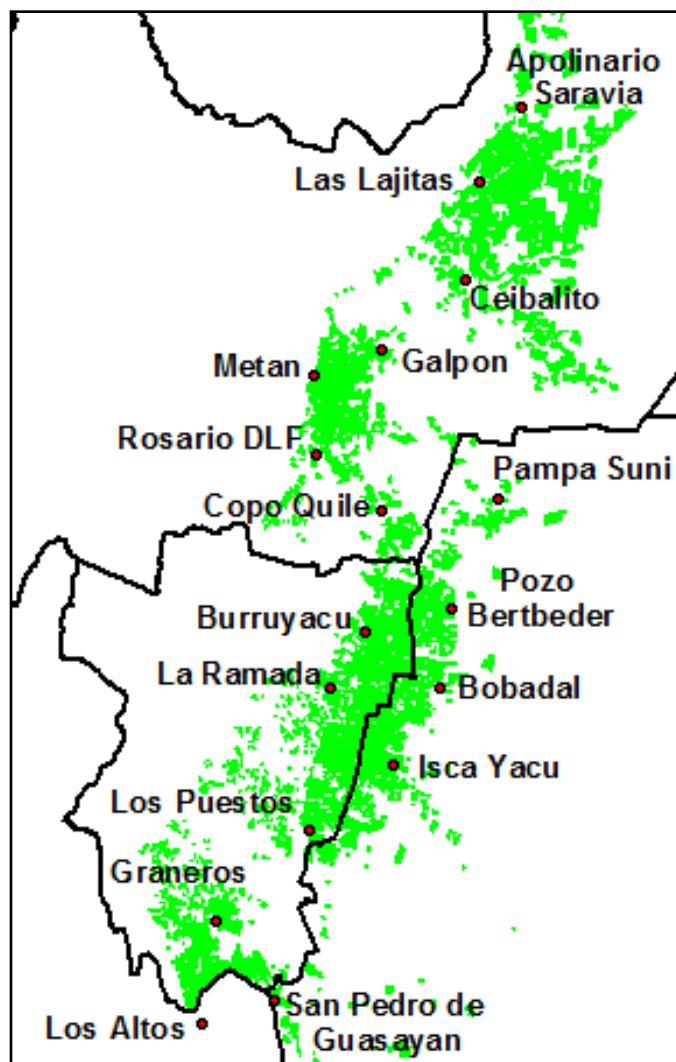 Apolinario
Saravia
Las Lajitas
Ceibalito
Galpon
Metan
Rosario DLF
Pampa Suni
Copo Quile
Pozo
Bertbeder
Burruyacu
La Ramada
Bobadal
Isca Yacu
Los Puestos
Graneros
San Pedro de
Guasayan
Los Altos